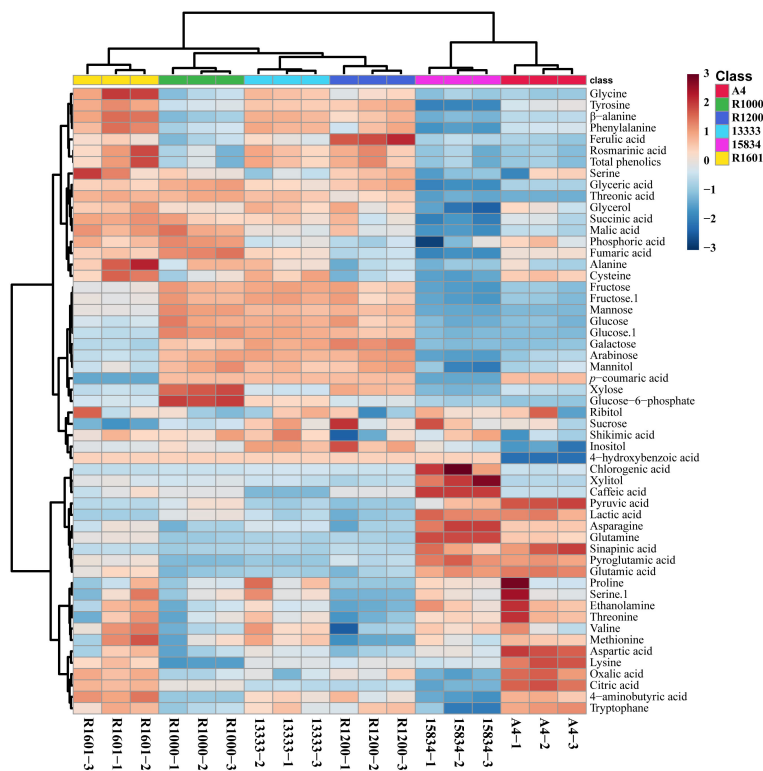 class
Glycine
Tyrosine
β−alanine
Phenylalanine
Ferulic acid
Rosmarinic acid
Total phenolics
Serine
Glyceric acid
Threonic acid
Glycerol
Succinic acid
Malic acid
Phosphoric acid
Fumaric acid
Alanine
Cysteine
Fructose
Fructose.1
Mannose
Glucose
Glucose.1
Galactose
Arabinose
Mannitol
p−coumaric acid
Xylose
Glucose−6−phosphate
Ribitol
Sucrose
Shikimic acid
Inositol
4−hydroxybenzoic acid
Chlorogenic acid
Xylitol
Caffeic acid
Pyruvic acid
Lactic acid
Asparagine
Glutamine
Sinapinic acid
Pyroglutamic acid
Glutamic acid
Proline
Serine.1
Ethanolamine
Threonine
Valine
Methionine
Aspartic acid
Lysine
Oxalic acid
Citric acid
4−aminobutyric acid
Tryptophane
R1601−3
R1601−1
R1601−2
R1000−1
R1000−2
R1000−3
13333−2
13333−1
13333−3
R1200−1
R1200−2
R1200−3
15834−1
15834−2
15834−3
A4−1
A4−2
A4−3
3
2
1
0
−1
−2
−3
Class
A4
R1000
R1200
13333
15834
R1601